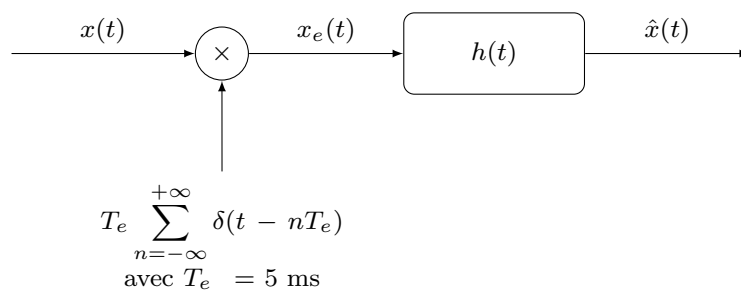 x(t)
×
x_e(t)
h(t)
x̂(t)
T_e ∑_{n=−∞}^{+∞} δ(t − nT_e)
avec T_e = 5 ms